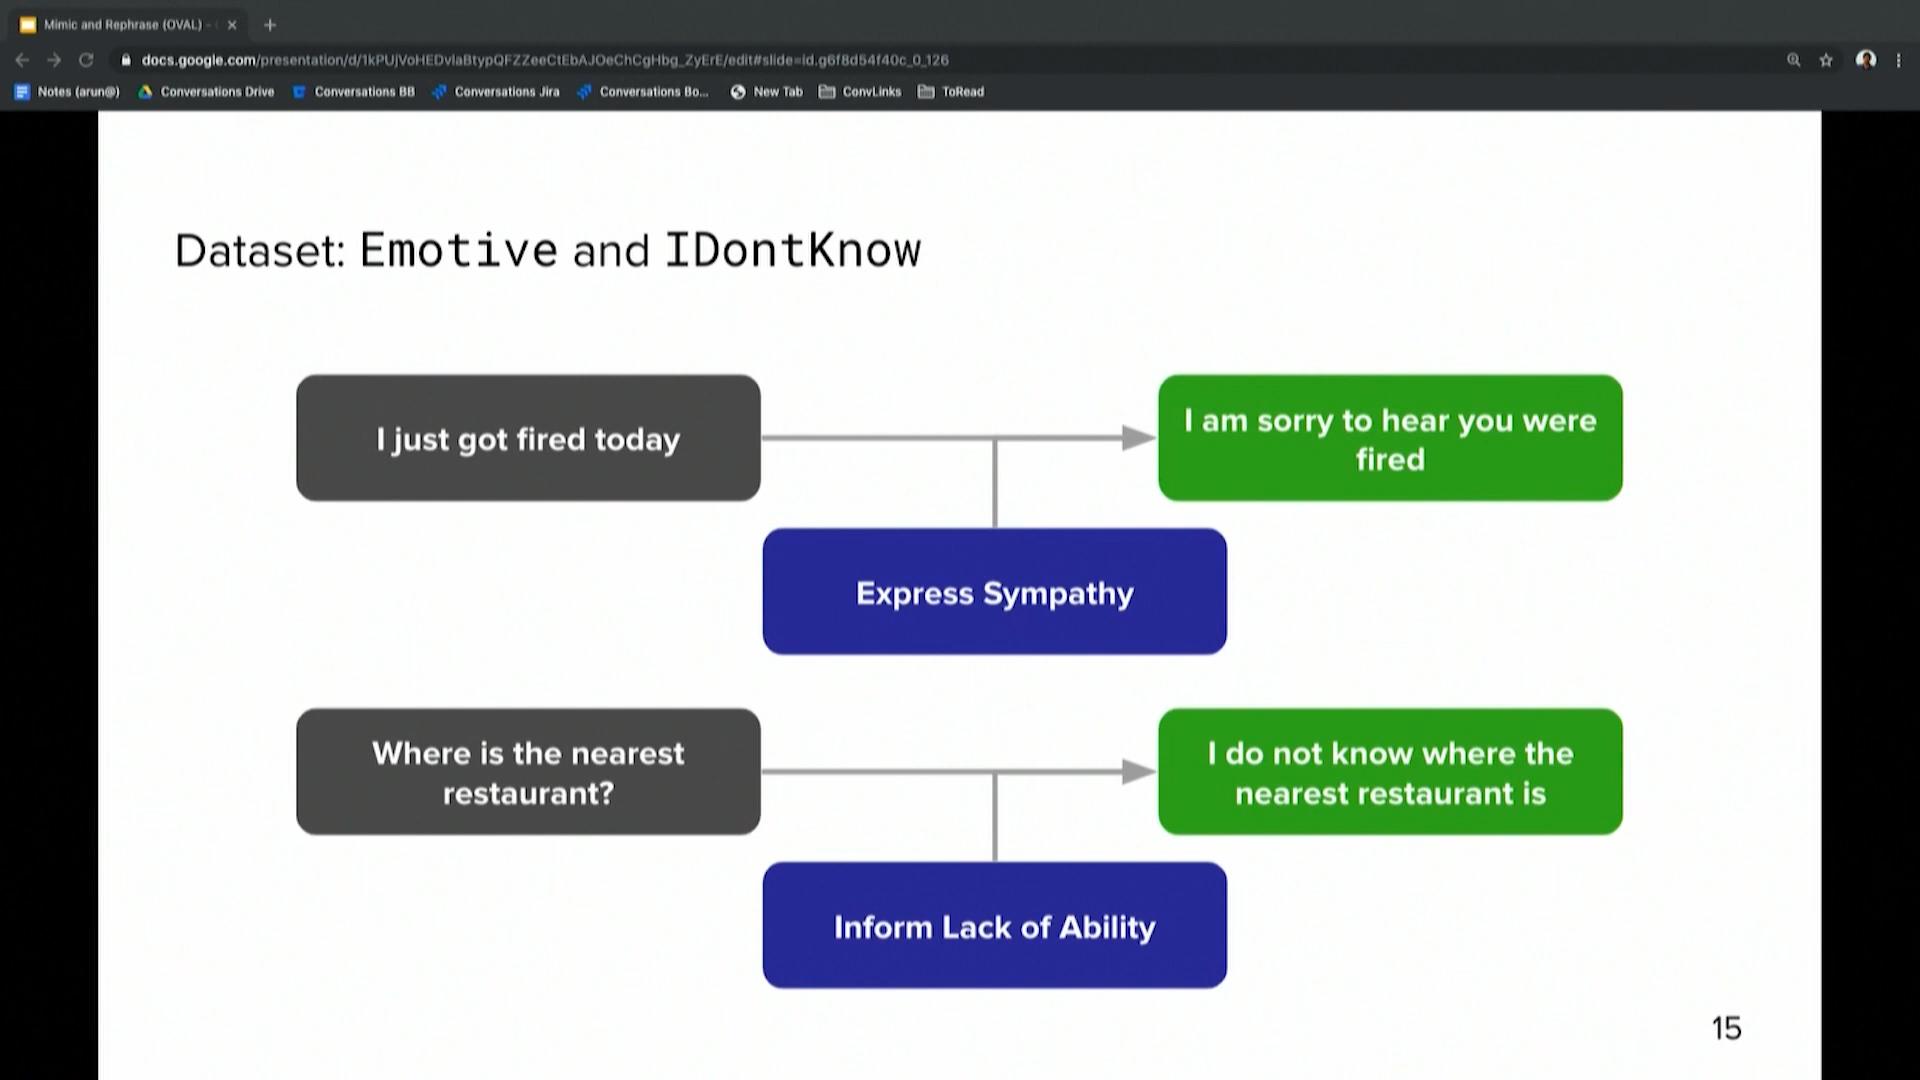 Mimic and Rephrase (OVAL) -
docs.google.com/presentation/d/1kPUjVoHEDvlaBtypQFZZeeCtEbAJOeChCgHbg_ZyErE/edit#slide=id.g6f8d54f40c_0_126
Notes (arun@) Conversations Drive Conversations BB Conversations Jira Conversations Bo... New Tab ConvLinks ToRead
Dataset: Emotive and IDontKnow
I just got fired today
I am sorry to hear you were
fired
Express Sympathy
Where is the nearest
restaurant?
I do not know where the
nearest restaurant is
Inform Lack of Ability
15